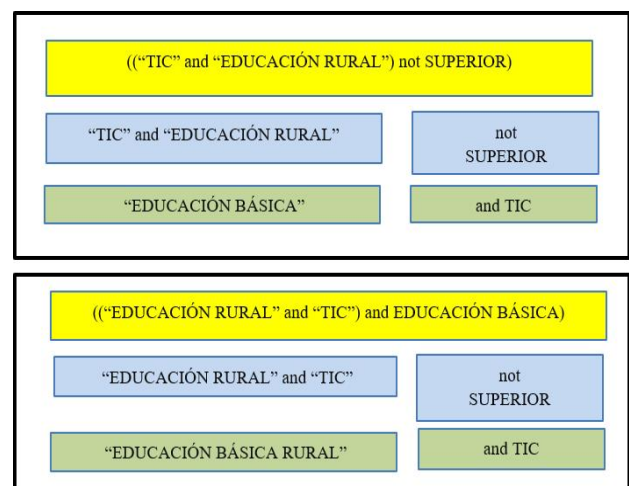 ((“TIC” and “EDUCACIÓN RURAL”) not SUPERIOR)
“TIC” and “EDUCACIÓN RURAL”
not
SUPERIOR
“EDUCACIÓN BÁSICA”
and TIC
((“EDUCACIÓN RURAL” and “TIC”) and EDUCACIÓN BÁSICA)
“EDUCACIÓN RURAL” and “TIC”
not
SUPERIOR
“EDUCACIÓN BÁSICA RURAL”
and TIC